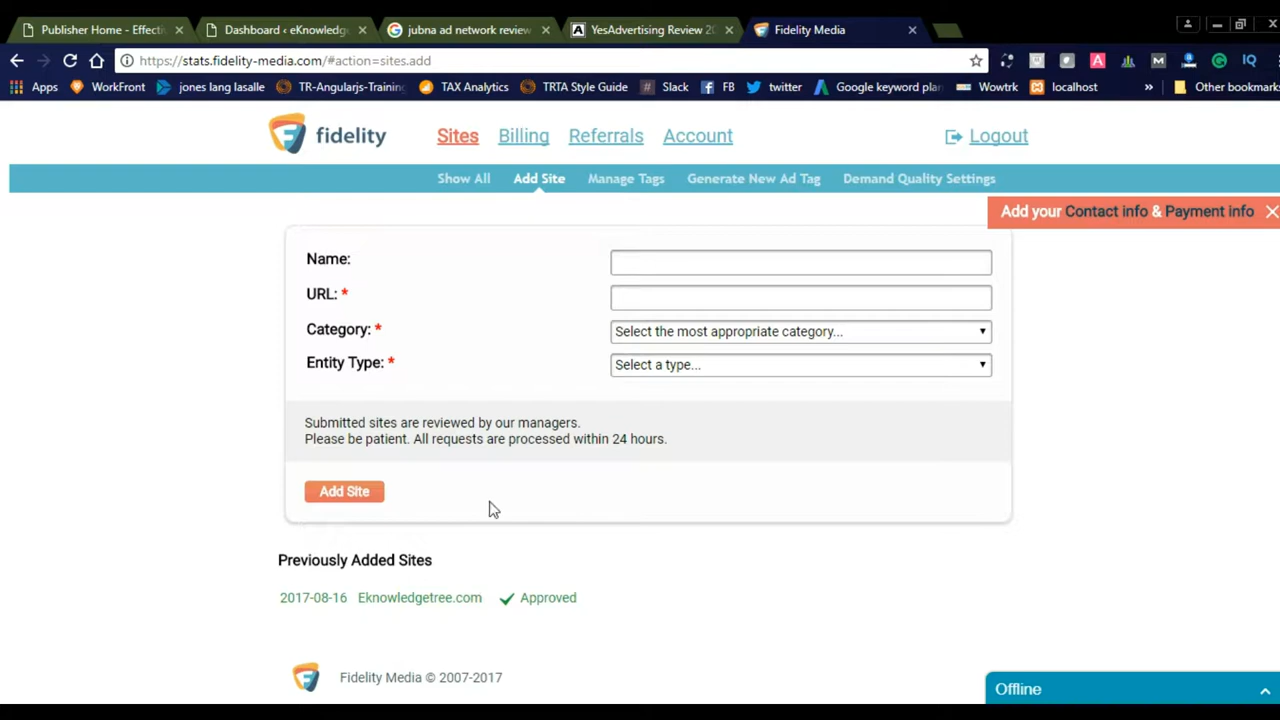 Publisher Home - Effecti
Dashboard ‹ eKnowledge
jubna ad network review
YesAdvertising Review 20
Fidelity Media
https://stats.fidelity-media.com/#action=sites.add
Apps
WorkFront
jones lang lasalle
TR-Angularjs-Training
TAX Analytics
TRTA Style Guide
Slack
FB
twitter
Google keyword plan
Wowtrk
localhost
»
Other bookmarks
fidelity
Sites
Billing
Referrals
Account
Logout
Show All
Add Site
Manage Tags
Generate New Ad Tag
Demand Quality Settings
Add your Contact info & Payment info
Name:
URL: *
Category: *
Select the most appropriate category...
Entity Type: *
Select a type...
Submitted sites are reviewed by our managers.
Please be patient. All requests are processed within 24 hours.
Add Site
Previously Added Sites
2017-08-16 Eknowledgetree.com Approved
Fidelity Media © 2007-2017
Offline